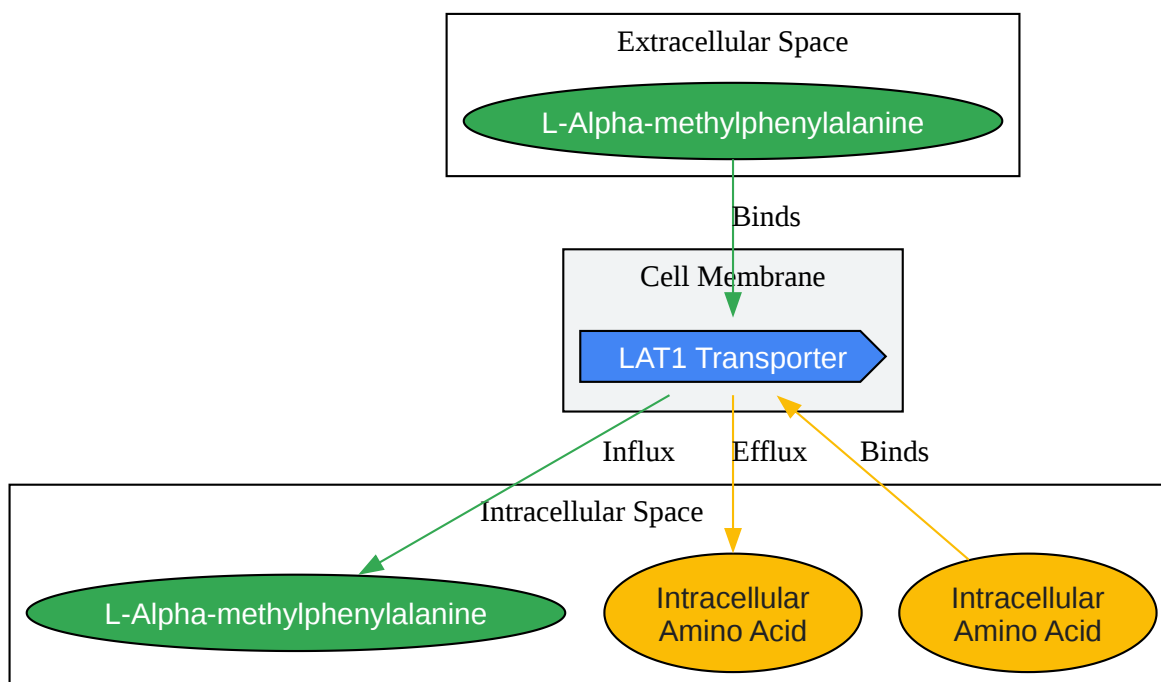 Extracellular Space
L-Alpha-methylphenylalanine
Binds
Cell Membrane
LAT1 Transporter
Influx
Efflux
Binds
Intracellular Space
L-Alpha-methylphenylalanine
Intracellular
Amino Acid
Intracellular
Amino Acid